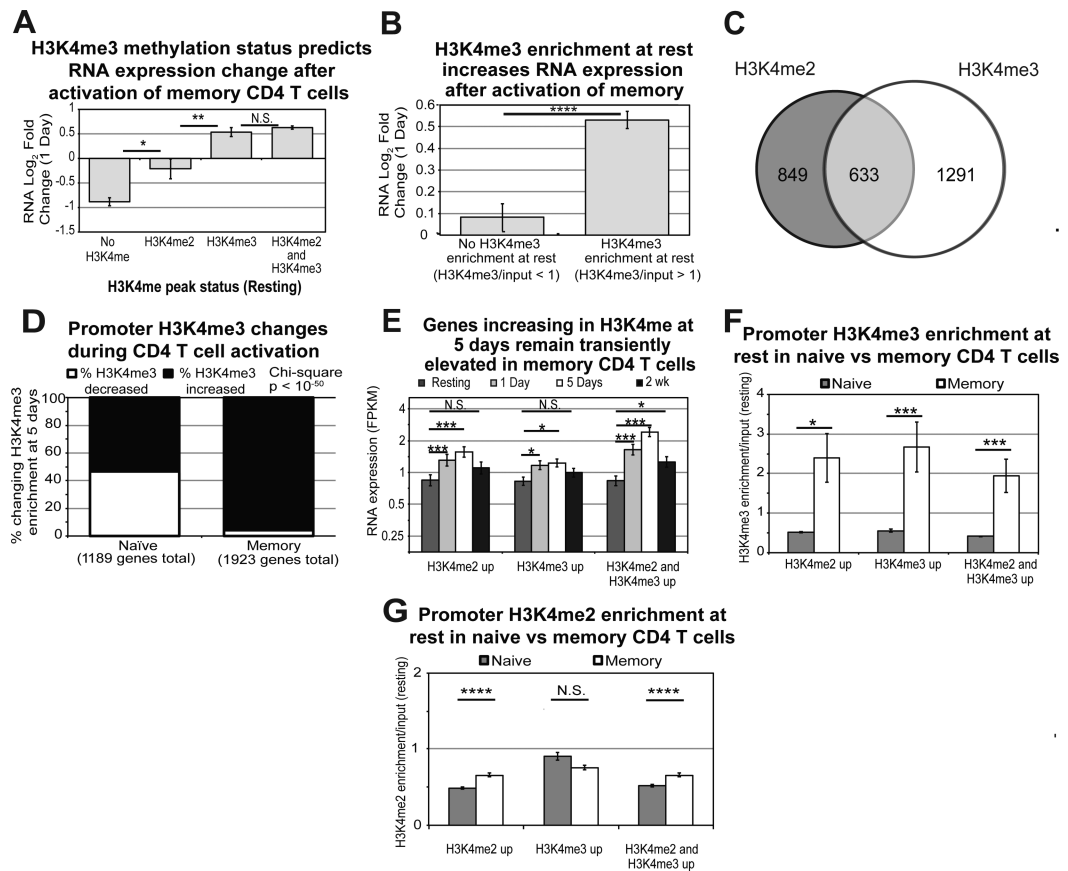 A
H3K4me3 methylation status predicts
RNA expression change after
activation of memory CD4 T cells
RNA Log2 Fold
Change (1 Day)
1
0.5
0
-0.5
-1
-1.5
*
**
N.S.
No
H3K4me
H3K4me2
H3K4me3
H3K4me2
and
H3K4me3
H3K4me peak status (Resting)
B
H3K4me3 enrichment at rest
increases RNA expression
after activation of memory
RNA Log2 Fold
Change (1 Day)
0.6
0.5
0.4
0.3
0.2
0.1
0
****
No H3K4me3
enrichment at rest
(H3K4me3/input < 1)
H3K4me3
enrichment at rest
(H3K4me3/input > 1)
C
H3K4me2
H3K4me3
849
633
1291
D
Promoter H3K4me3 changes
during CD4 T cell activation
% H3K4me3
decreased
% H3K4me3
increased
Chi-square
p < 10-50
% changing H3K4me3
enrichment at 5 days
100
80
60
40
20
0
Naïve
(1189 genes total)
Memory
(1923 genes total)
E
Genes increasing in H3K4me at
5 days remain transiently
elevated in memory CD4 T cells
Resting
1 Day
5 Days
2 wk
RNA expression (FPKM)
4
2
1
0.5
0.25
N.S.
***
***
N.S.
*
*
*
***
***
H3K4me2 up
H3K4me3 up
H3K4me2 and
H3K4me3 up
F
Promoter H3K4me3 enrichment at
rest in naive vs memory CD4 T cells
Naive
Memory
H3K4me3 enrichment/input (resting)
4
3
2
1
0
*
***
***
H3K4me2 up
H3K4me3 up
H3K4me2 and
H3K4me3 up
G
Promoter H3K4me2 enrichment at
rest in naive vs memory CD4 T cells
Naive
Memory
H3K4me2 enrichment/input (resting)
2
1
0
****
N.S.
****
H3K4me2 up
H3K4me3 up
H3K4me2 and
H3K4me3 up